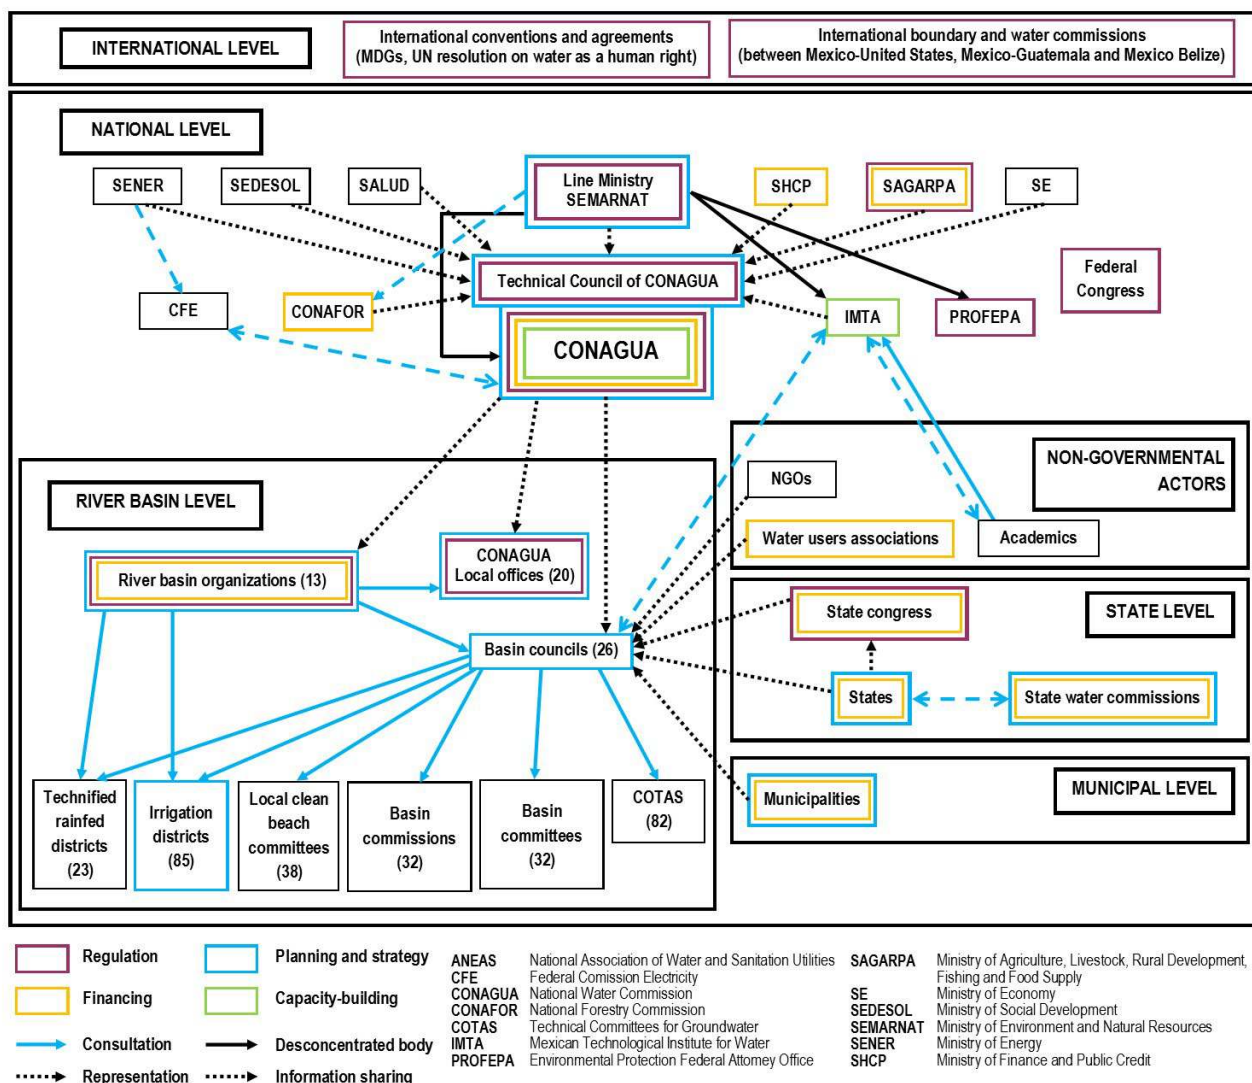 INTERNATIONAL LEVEL
International conventions and agreements
(MDGs, UN resolution on water as a human right)
International boundary and water commissions
(between Mexico-United States, Mexico-Guatemala and Mexico Belize)
NATIONAL LEVEL
SENER
SEDESOL
SALUD
Line Ministry
SEMARNAT
SHCP
SAGARPA
SE
Technical Council of CONAGUA
Federal
Congress
CFE
CONAFOR
IMTA
PROFEPA
CONAGUA
NON-GOVERNMENTAL
ACTORS
NGOs
Water users associations
Academics
RIVER BASIN LEVEL
River basin organizations (13)
CONAGUA
Local offices (20)
Basin councils (26)
STATE LEVEL
State congress
States
State water commissions
Technified
rainfed
districts
(23)
Irrigation
districts
(85)
Local clean
beach
committees
(38)
Basin
commissions
(32)
Basin
committees
(32)
COTAS
(82)
MUNICIPAL LEVEL
Municipalities
Regulation
Planning and strategy
Financing
Capacity-building
Consultation
Desconcentrated body
Representation
Information sharing
ANEAS National Association of Water and Sanitation Utilities
CFE Federal Comission Electricity
CONAGUA National Water Commission
CONAFOR National Forestry Commission
COTAS Technical Committees for Groundwater
IMTA Mexican Technological Institute for Water
PROFEPA Environmental Protection Federal Attorney Office
SAGARPA Ministry of Agriculture, Livestock, Rural Development,
Fishing and Food Supply
SE Ministry of Economy
SEDESOL Ministry of Social Development
SEMARNAT Ministry of Environment and Natural Resources
SENER Ministry of Energy
SHCP Ministry of Finance and Public Credit